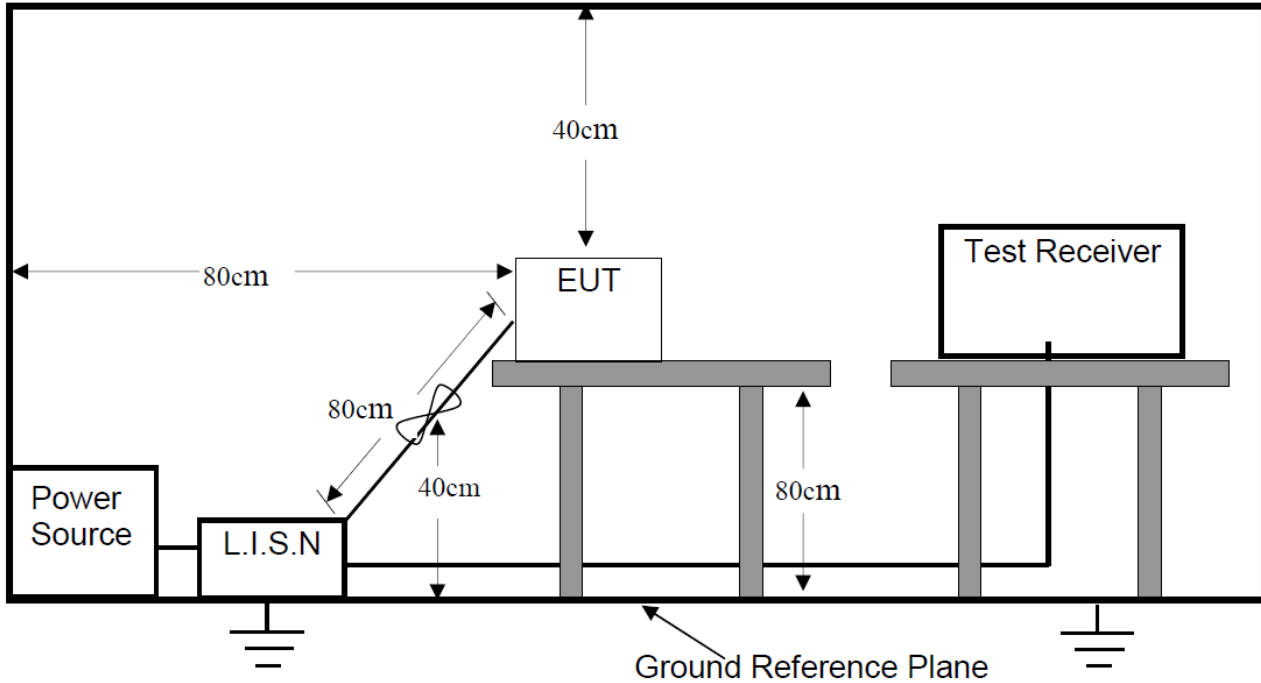 40cm
Test Receiver
80cm
EUT
80cm
40cm
80cm
Power
Source
L.I.S.N
Ground Reference Plane